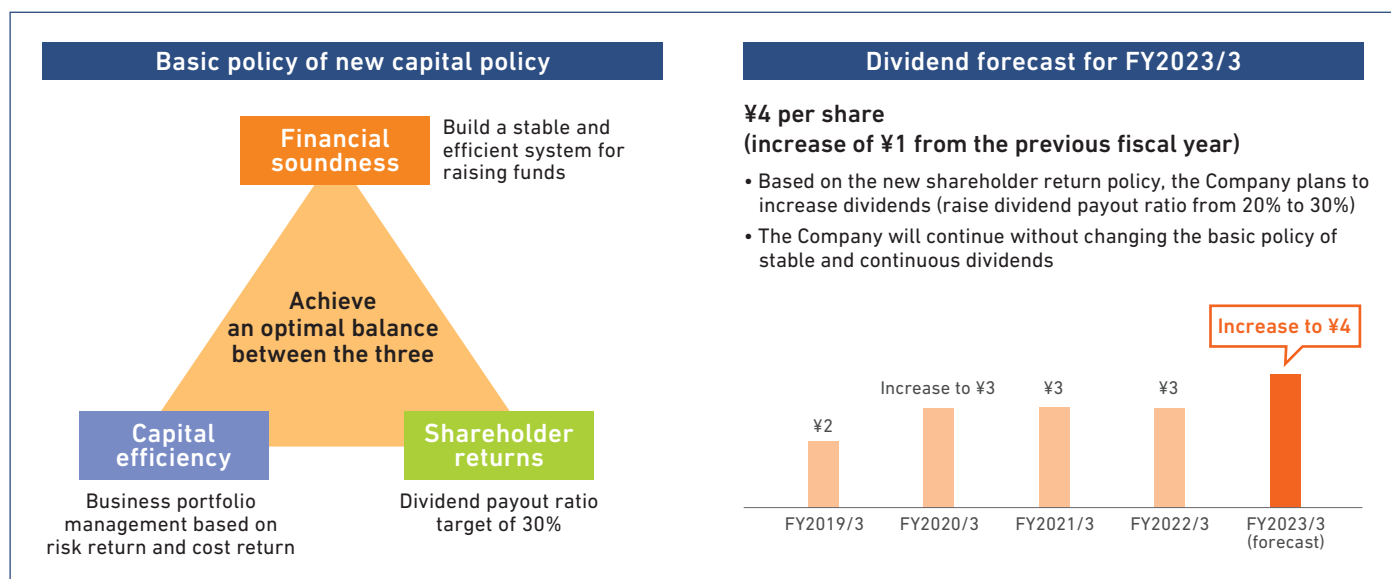 Basic policy of new capital policy
Financial
soundness
Build a stable and
efficient system for
raising funds
Achieve
an optimal balance
between the three
Capital
efficiency
Business portfolio
management based on
risk return and cost return
Shareholder
returns
Dividend payout ratio
target of 30%
Dividend forecast for FY2023/3
¥4 per share
(increase of ¥1 from the previous fiscal year)
• Based on the new shareholder return policy, the Company plans to
increase dividends (raise dividend payout ratio from 20% to 30%)
• The Company will continue without changing the basic policy of
stable and continuous dividends
Increase to ¥4
¥2
Increase to ¥3
¥3
¥3
FY2019/3
FY2020/3
FY2021/3
FY2022/3
FY2023/3
(forecast)